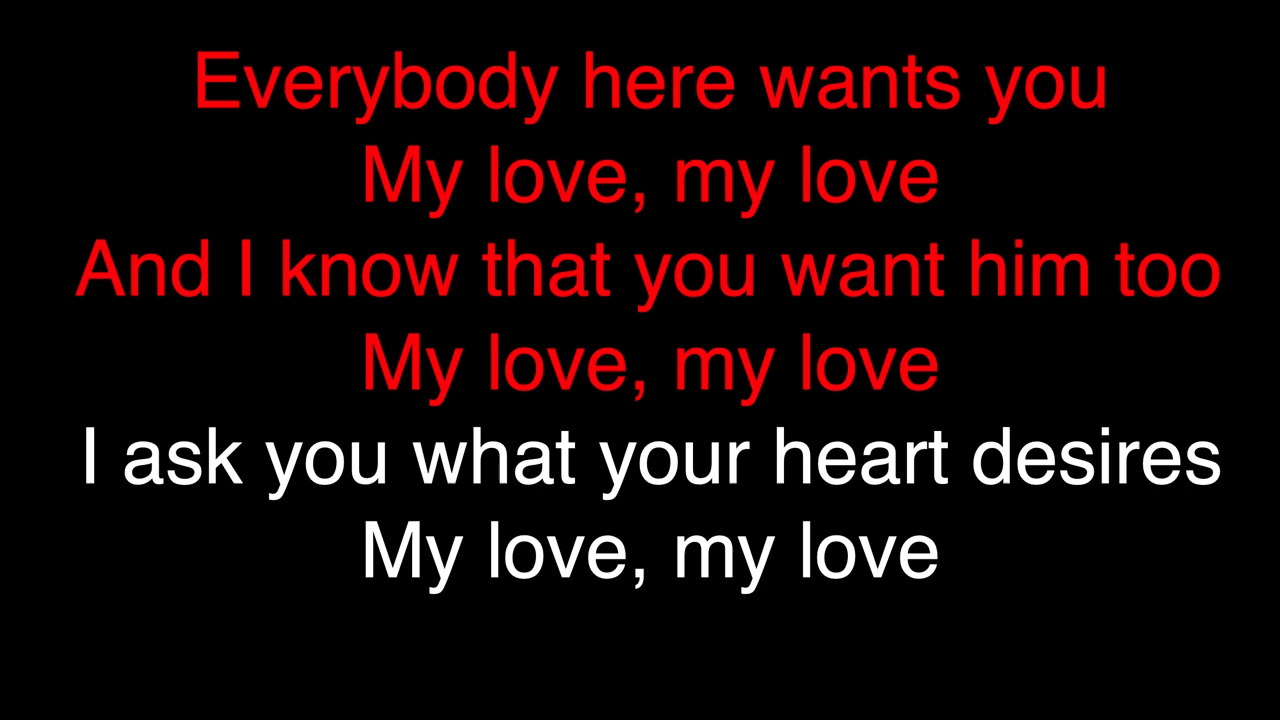 Everybody here wants you
My love, my love
And I know that you want him too
My love, my love
I ask you what your heart desires
My love, my love